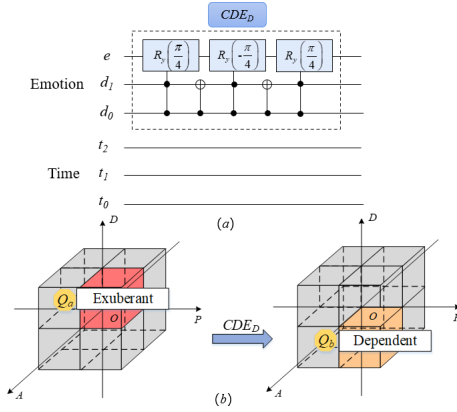 CDE_D
e R_y(π/4) R_y(-π/4) R_y(π/4)
Emotion d_1
d_0
t_2
Time t_1
t_0
(a)
D D
Q_a Exuberant
O P O P
CDE_D
Q_b Dependent
A A
(b)